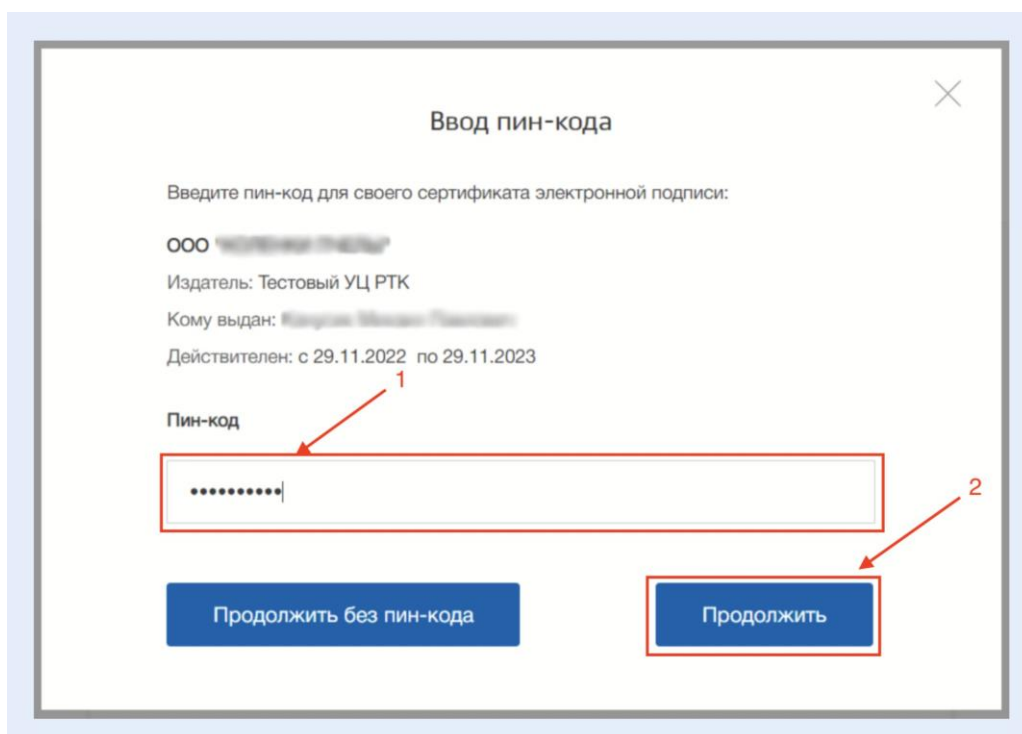 Ввод пин-кода
Введите пин-код для своего сертификата электронной подписи:
ООО
Издатель: Тестовый УЦ РТК
Кому выдан:
Действителен: с 29.11.2022 по 29.11.2023
1
Пин-код
••••••••••
2
Продолжить без пин-кода
Продолжить